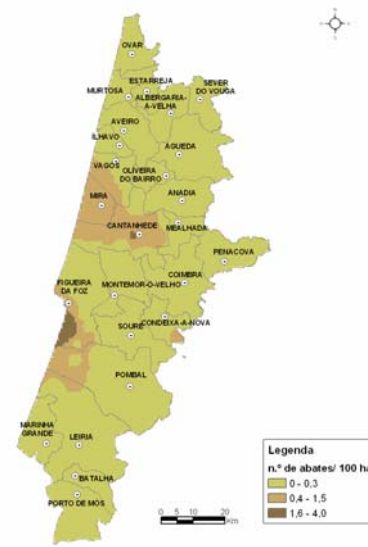 OVAR
ESTARREJA
SEVER
DO VOUGA
MURTOSA
ALBERGARIA-
A-VELHA
AVEIRO
ÍLHAVO
ÁGUEDA
VAGOS
OLIVEIRA
DO BAIRRO
ANADIA
MIRA
CANTANHEDE
MEALHADA
PENACOVA
COIMBRA
FIGUEIRA
DA FOZ
MONTEMOR-O-VELHO
CONDEIXA-A-NOVA
SOURE
POMBAL
MARINHA
GRANDE
LEIRIA
BATALHA
PORTO DE MÓS
0 5 10 20
Km
Legenda
n.º de abates/ 100 ha
0 - 0,3
0,4 - 1,5
1,6 - 4,0